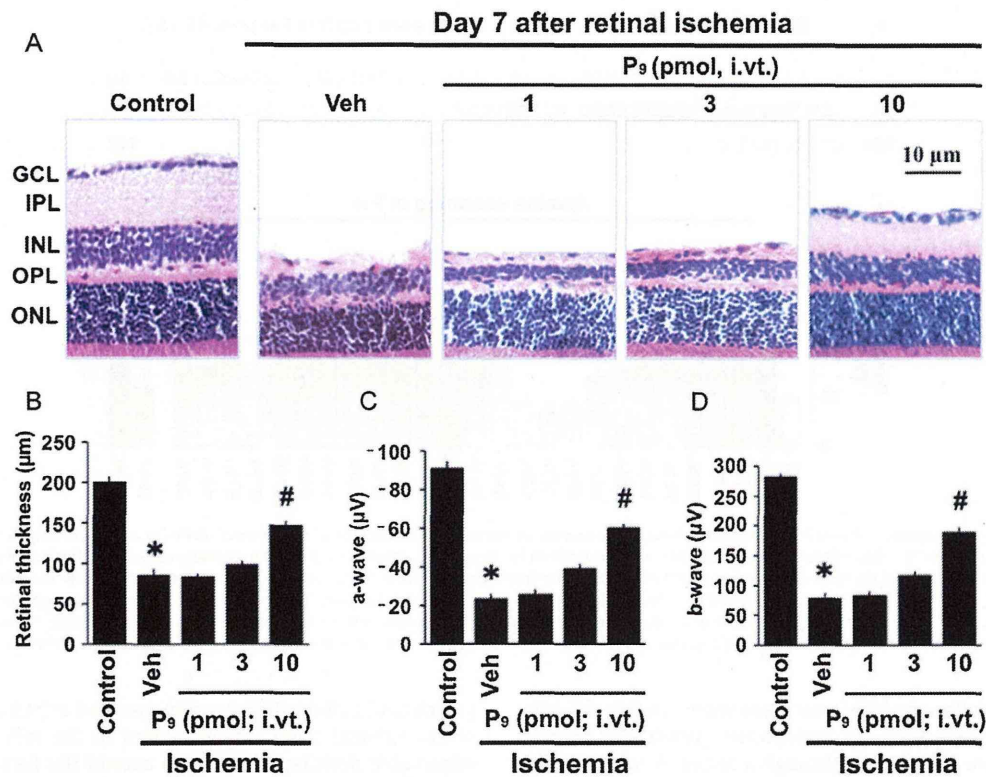 A
Day 7 after retinal ischemia
P9 (pmol, i.vt.)
Control
Veh
1
3
10
GCL
IPL
INL
OPL
ONL
10 µm
B
Retinal thickness (µm)
250
200
150
100
50
0
*
#
Control
Veh
1
3
10
P9 (pmol; i.vt.)
Ischemia
C
a-wave (µV)
-100
-80
-60
-40
-20
0
*
#
Control
Veh
1
3
10
P9 (pmol; i.vt.)
Ischemia
D
b-wave (µV)
300
250
200
150
100
50
0
*
#
Control
Veh
1
3
10
P9 (pmol; i.vt.)
Ischemia